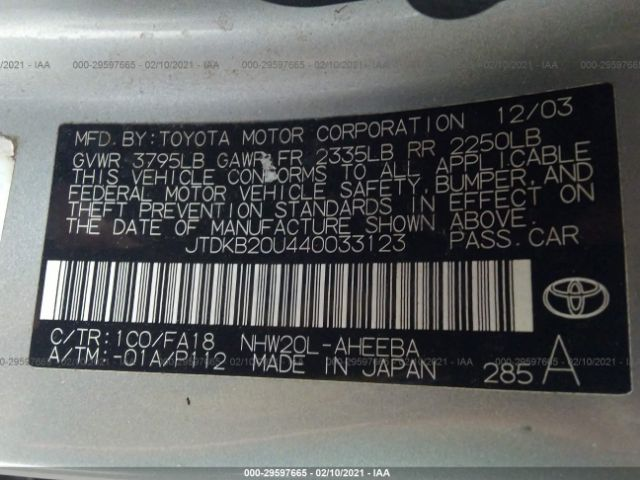 000-29597665 · 02/10/2021 · IAA
MFD. BY: TOYOTA MOTOR CORPORATION 12/03
GVWR 3795LB GAWR FR 2335LB RR 2250LB
THIS VEHICLE CONFORMS TO ALL APPLICABLE
FEDERAL MOTOR VEHICLE SAFETY, BUMPER, AND
THEFT PREVENTION STANDARDS IN EFFECT ON
THE DATE OF MANUFACTURE SHOWN ABOVE.
JTDKB20U440033123 PASS.CAR
C/TR:1C0/FA18 NHW20L-AHEEBA
A/TM:-01A/P112 MADE IN JAPAN 285 A
000-29597665 - 02/10/2021 - IAA